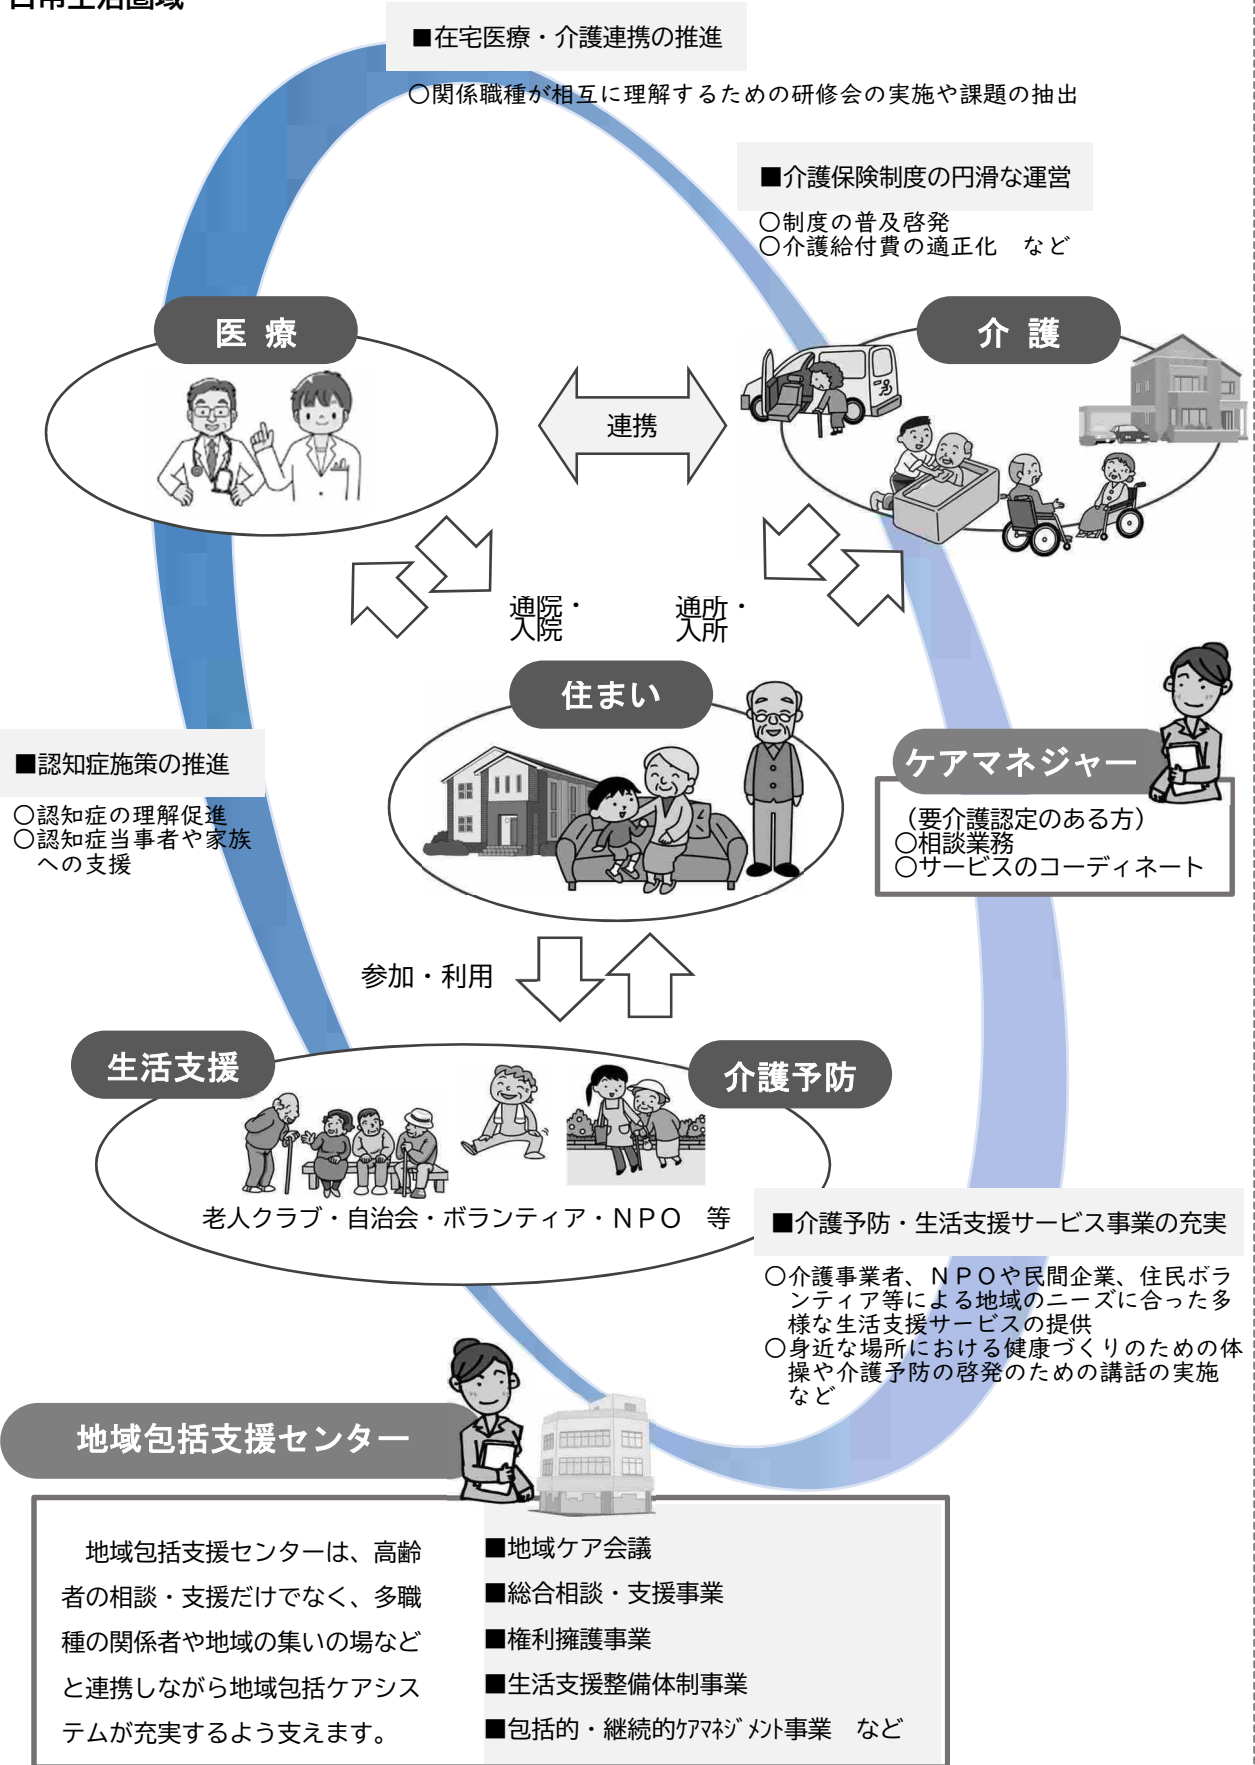 日常生活圏域
■在宅医療・介護連携の推進
〇関係職種が相互に理解するための研修会の実施や課題の抽出
■介護保険制度の円滑な運営
〇制度の普及啓発
〇介護給付費の適正化　など
医 療
介 護
連携
通院・
入院
通所・
入所
住まい
■認知症施策の推進
〇認知症の理解促進
〇認知症当事者や家族
への支援
ケアマネジャー
（要介護認定のある方）
〇相談業務
〇サービスのコーディネート
参加・利用
生活支援
介護予防
老人クラブ・自治会・ボランティア・ＮＰＯ　等
■介護予防・生活支援サービス事業の充実
〇介護事業者、ＮＰＯや民間企業、住民ボラ
ンティア等による地域のニーズに合った多
様な生活支援サービスの提供
〇身近な場所における健康づくりのための体
操や介護予防の啓発のための講話の実施
など
地域包括支援センター
地域包括支援センターは、高齢
者の相談・支援だけでなく、多職
種の関係者や地域の集いの場など
と連携しながら地域包括ケアシス
テムが充実するよう支えます。
■地域ケア会議
■総合相談・支援事業
■権利擁護事業
■生活支援整備体制事業
■包括的・継続的ｹｱﾏﾈｼﾞﾒﾝﾄ事業　など